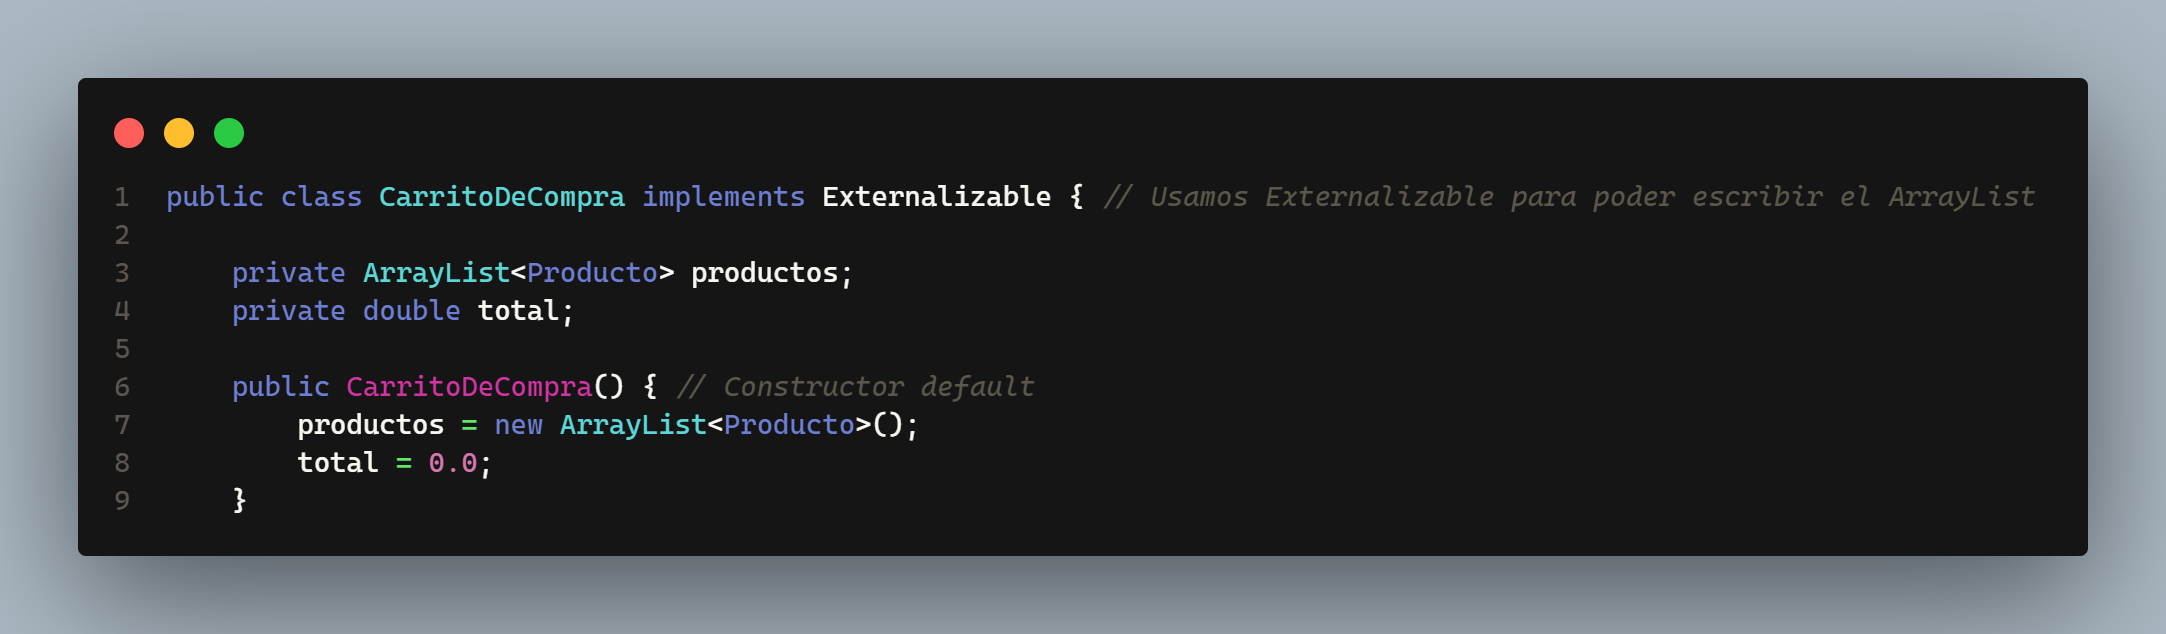 1 public class CarritoDeCompra implements Externalizable { // Usamos Externalizable para poder escribir el ArrayList
2
3 private ArrayList<Producto> productos;
4 private double total;
5
6 public CarritoDeCompra() { // Constructor default
7 productos = new ArrayList<Producto>();
8 total = 0.0;
9 }